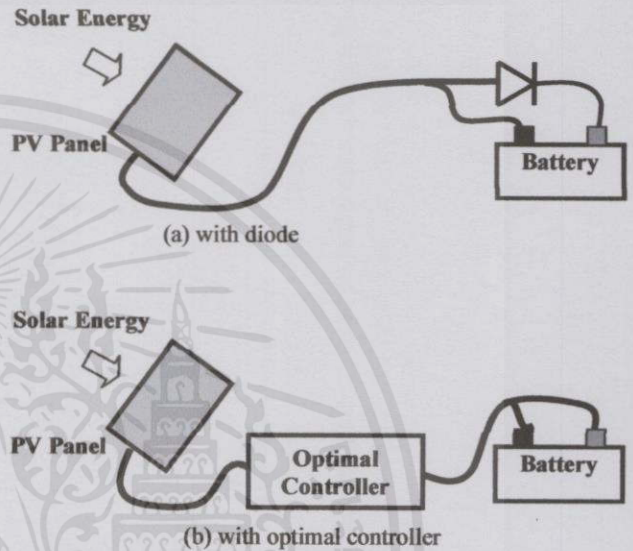 Solar Energy
PV Panel
Battery
(a) with diode
Solar Energy
PV Panel
Optimal
Controller
Battery
(b) with optimal controller